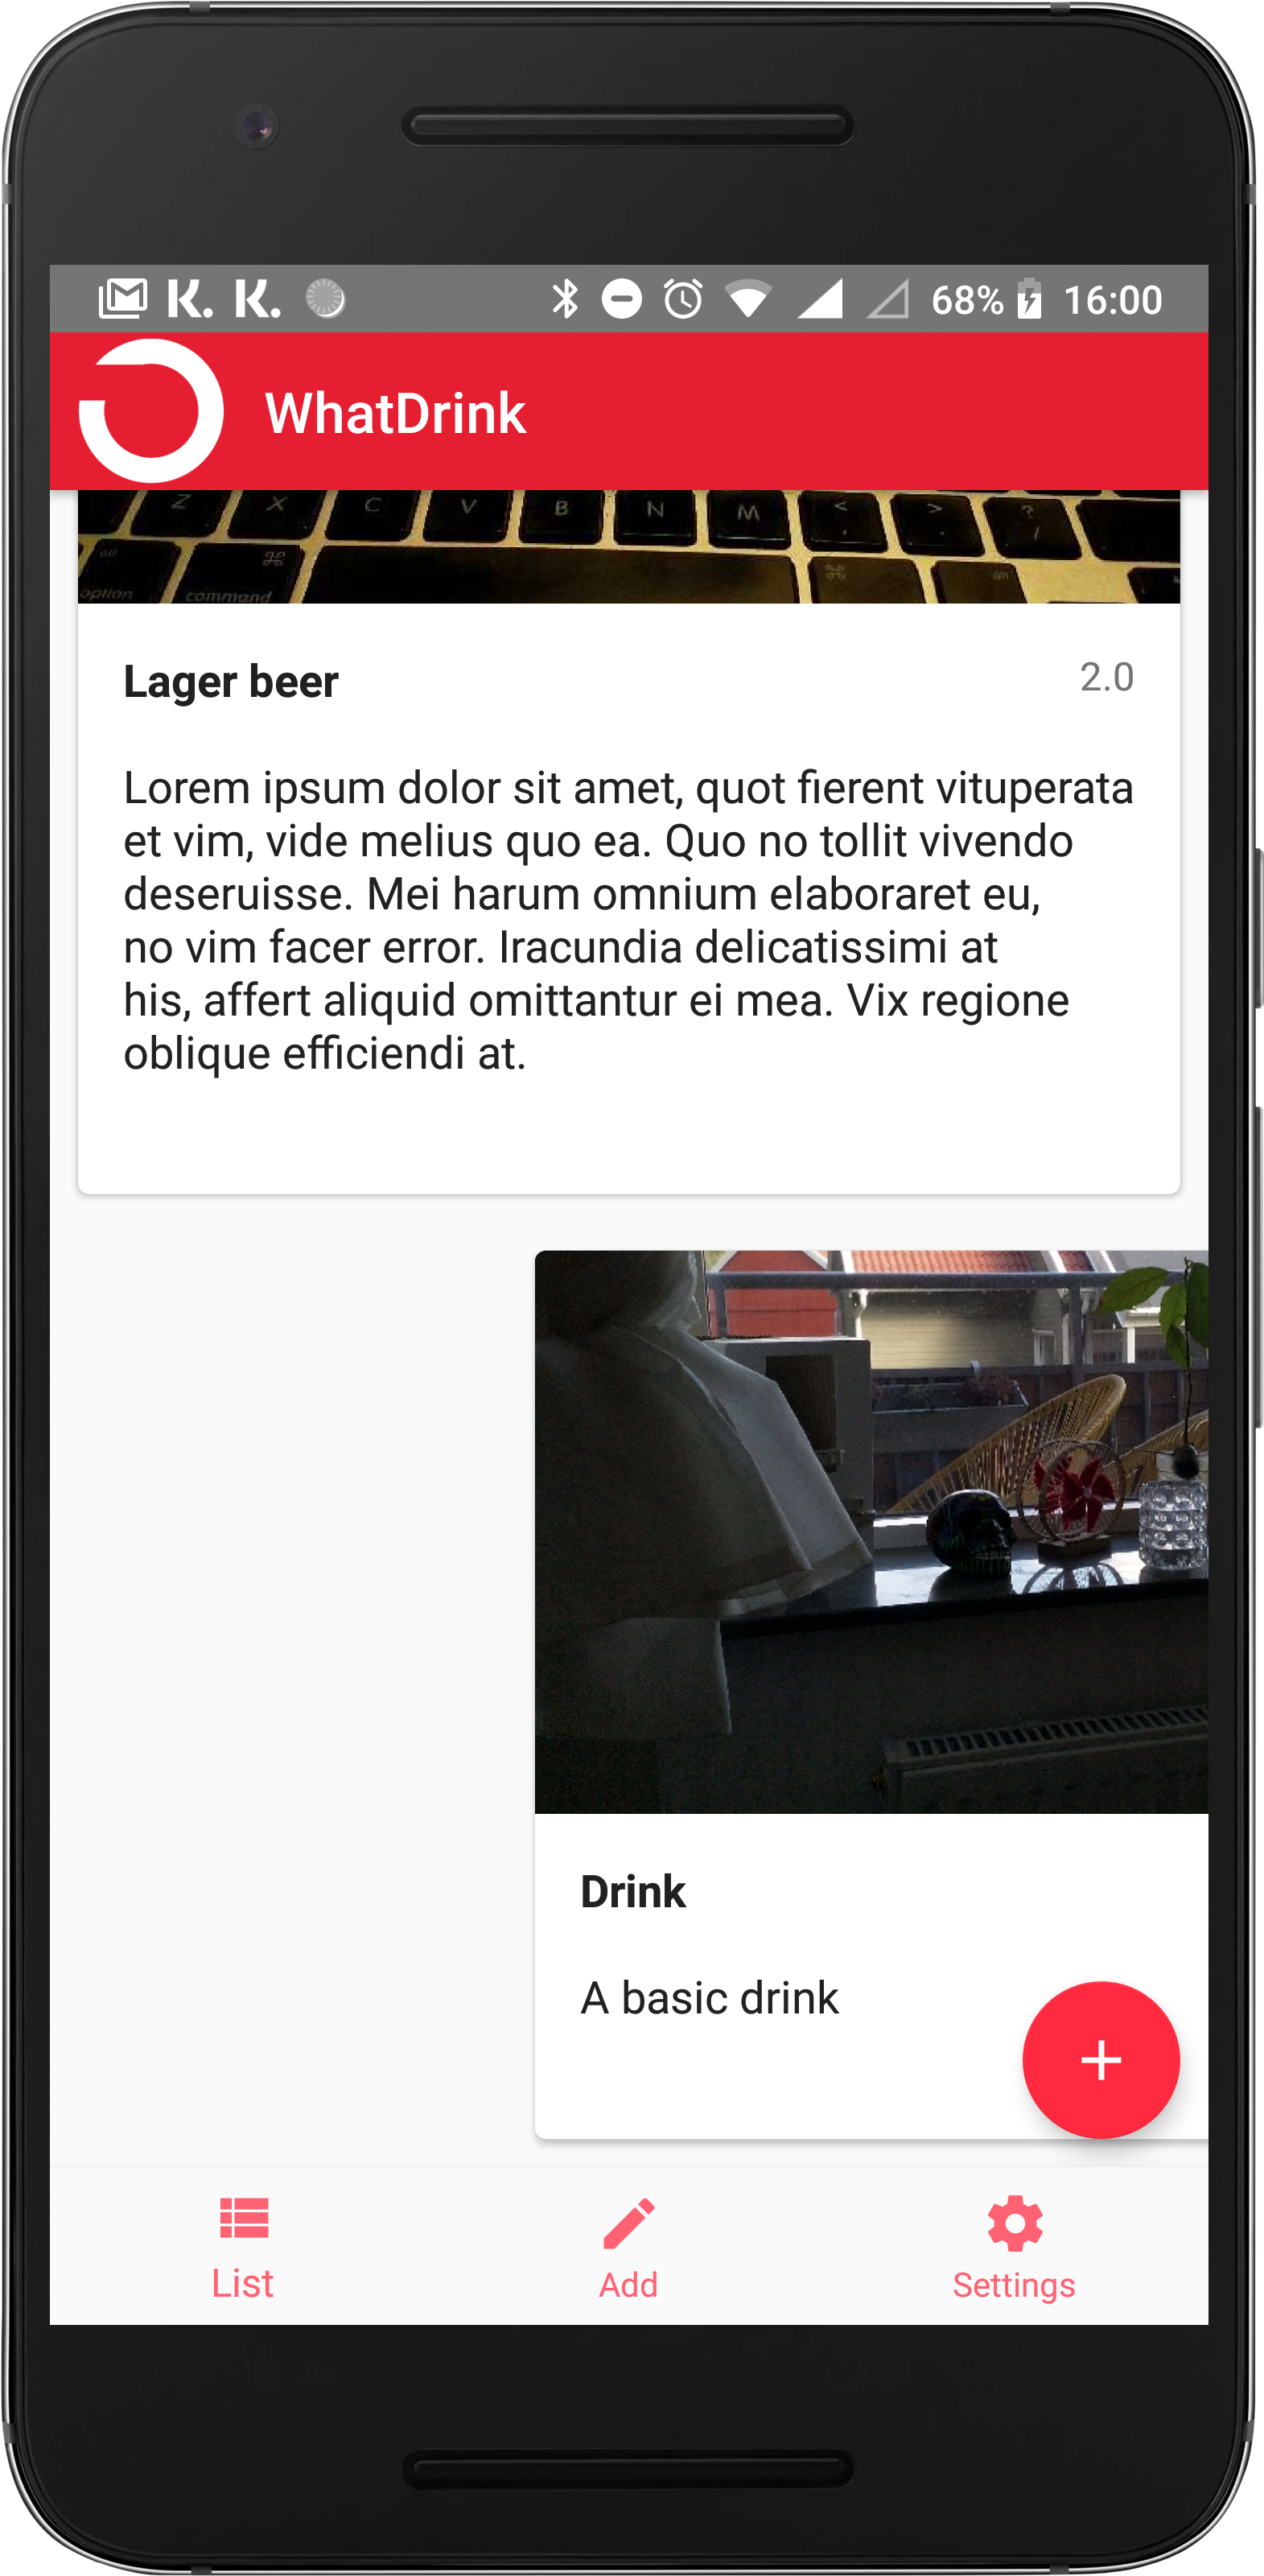 K. K. 68% 16:00
WhatDrink
Z X C V B N M < , > . ? /
alt option command ⌘ ⌘ alt
Lager beer 2.0
Lorem ipsum dolor sit amet, quot fierent vituperata
et vim, vide melius quo ea. Quo no tollit vivendo
deseruisse. Mei harum omnium elaboraret eu,
no vim facer error. Iracundia delicatissimi at
his, affert aliquid omittantur ei mea. Vix regione
oblique efficiendi at.
Drink
A basic drink
List Add Settings